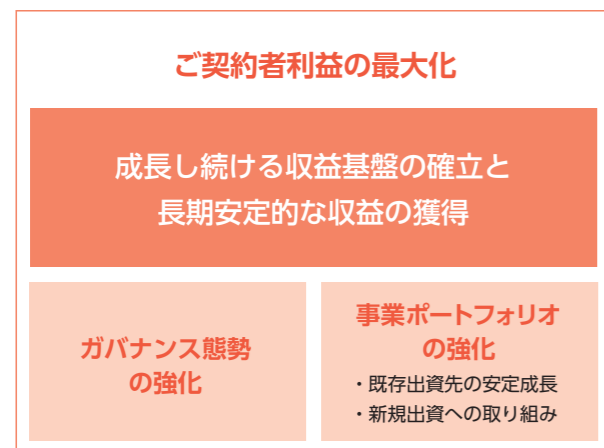 ご契約者利益の最大化
成長し続ける収益基盤の確立と
長期安定的な収益の獲得
ガバナンス態勢
の強化
事業ポートフォリオ
の強化
・既存出資先の安定成長
・新規出資への取り組み